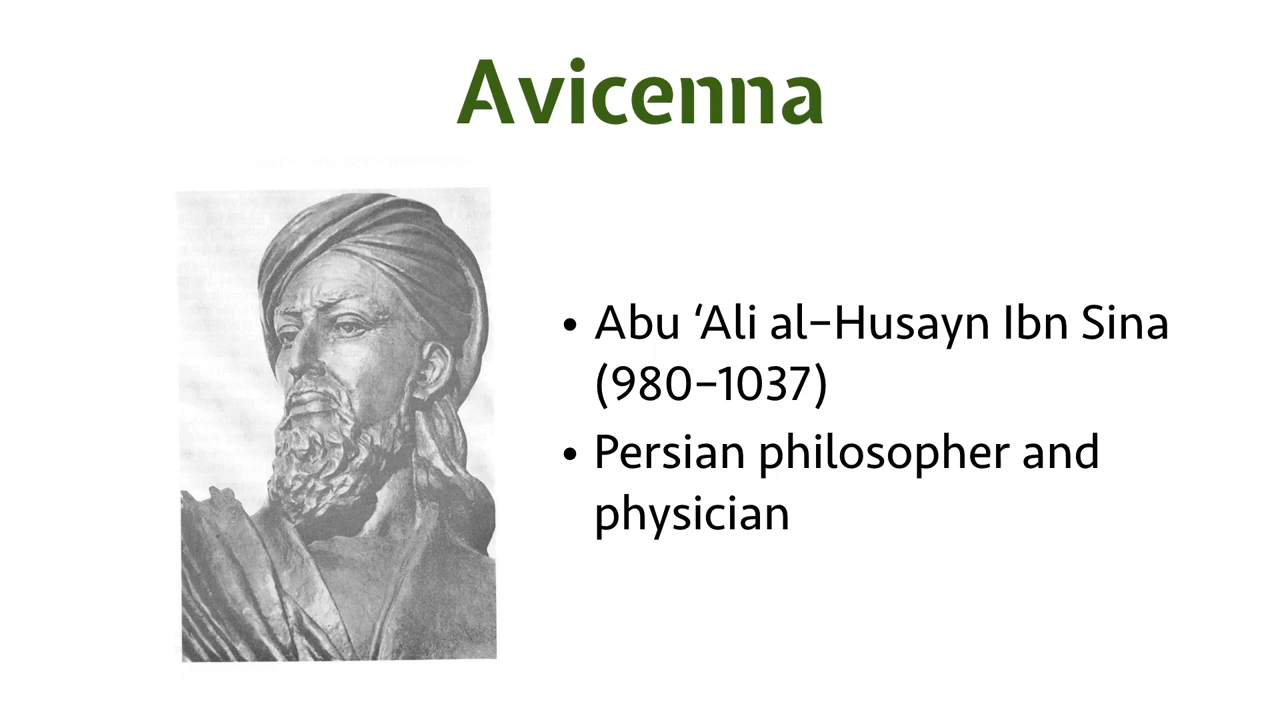 Avicenna
• Abu ‘Ali al-Husayn Ibn Sina
(980-1037)
• Persian philosopher and
physician